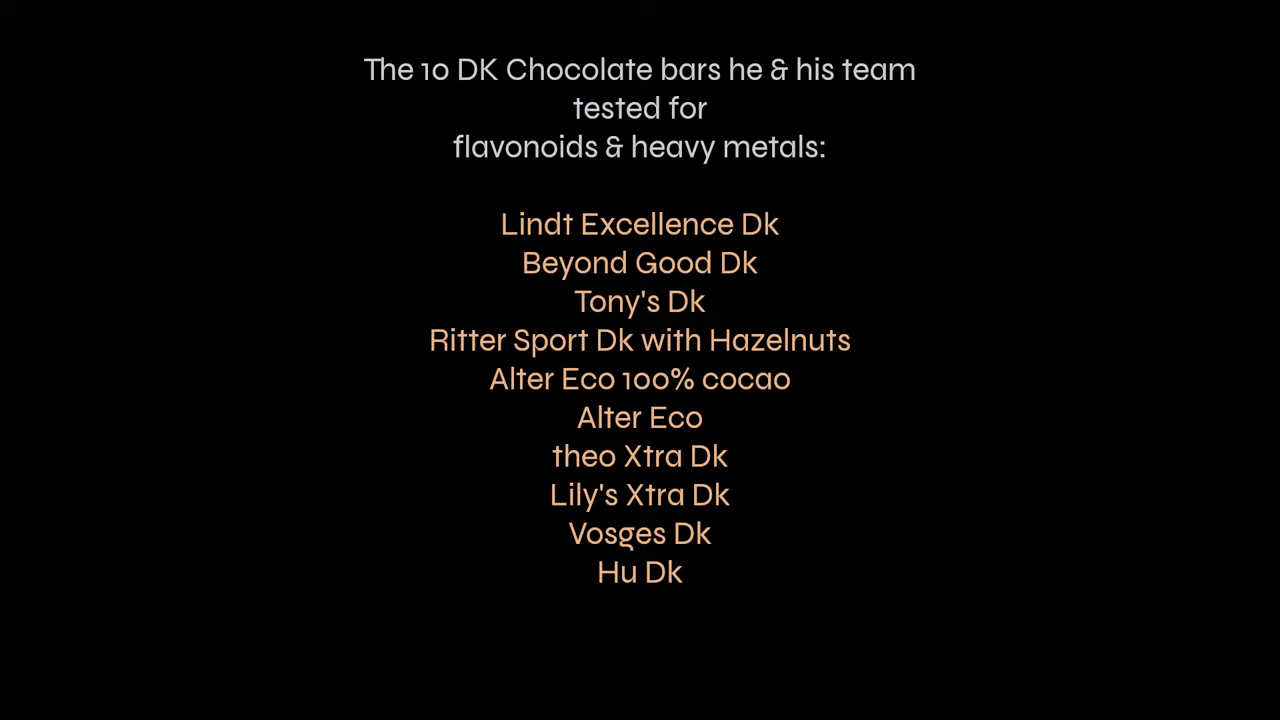 The 10 DK Chocolate bars he & his team
tested for
flavonoids & heavy metals:
Lindt Excellence Dk
Beyond Good Dk
Tony's Dk
Ritter Sport Dk with Hazelnuts
Alter Eco 100% cocao
Alter Eco
theo Xtra Dk
Lily's Xtra Dk
Vosges Dk
Hu Dk